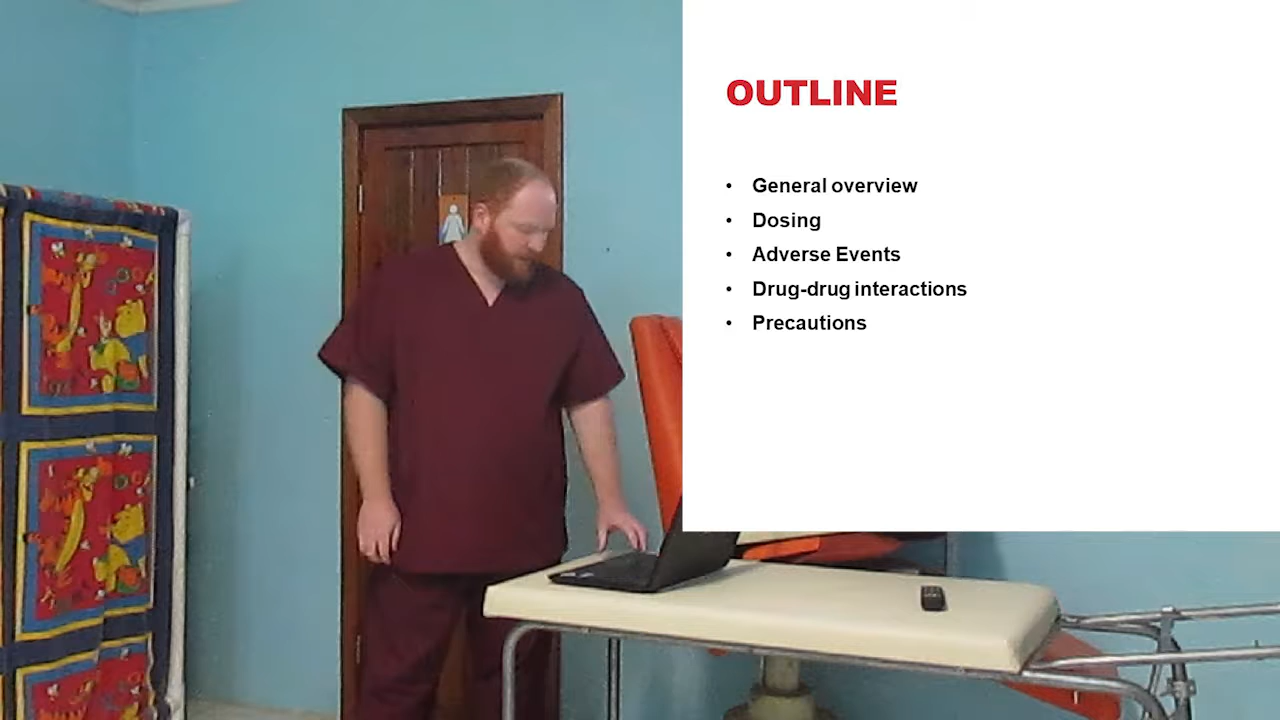 OUTLINE
• General overview
• Dosing
• Adverse Events
• Drug-drug interactions
• Precautions